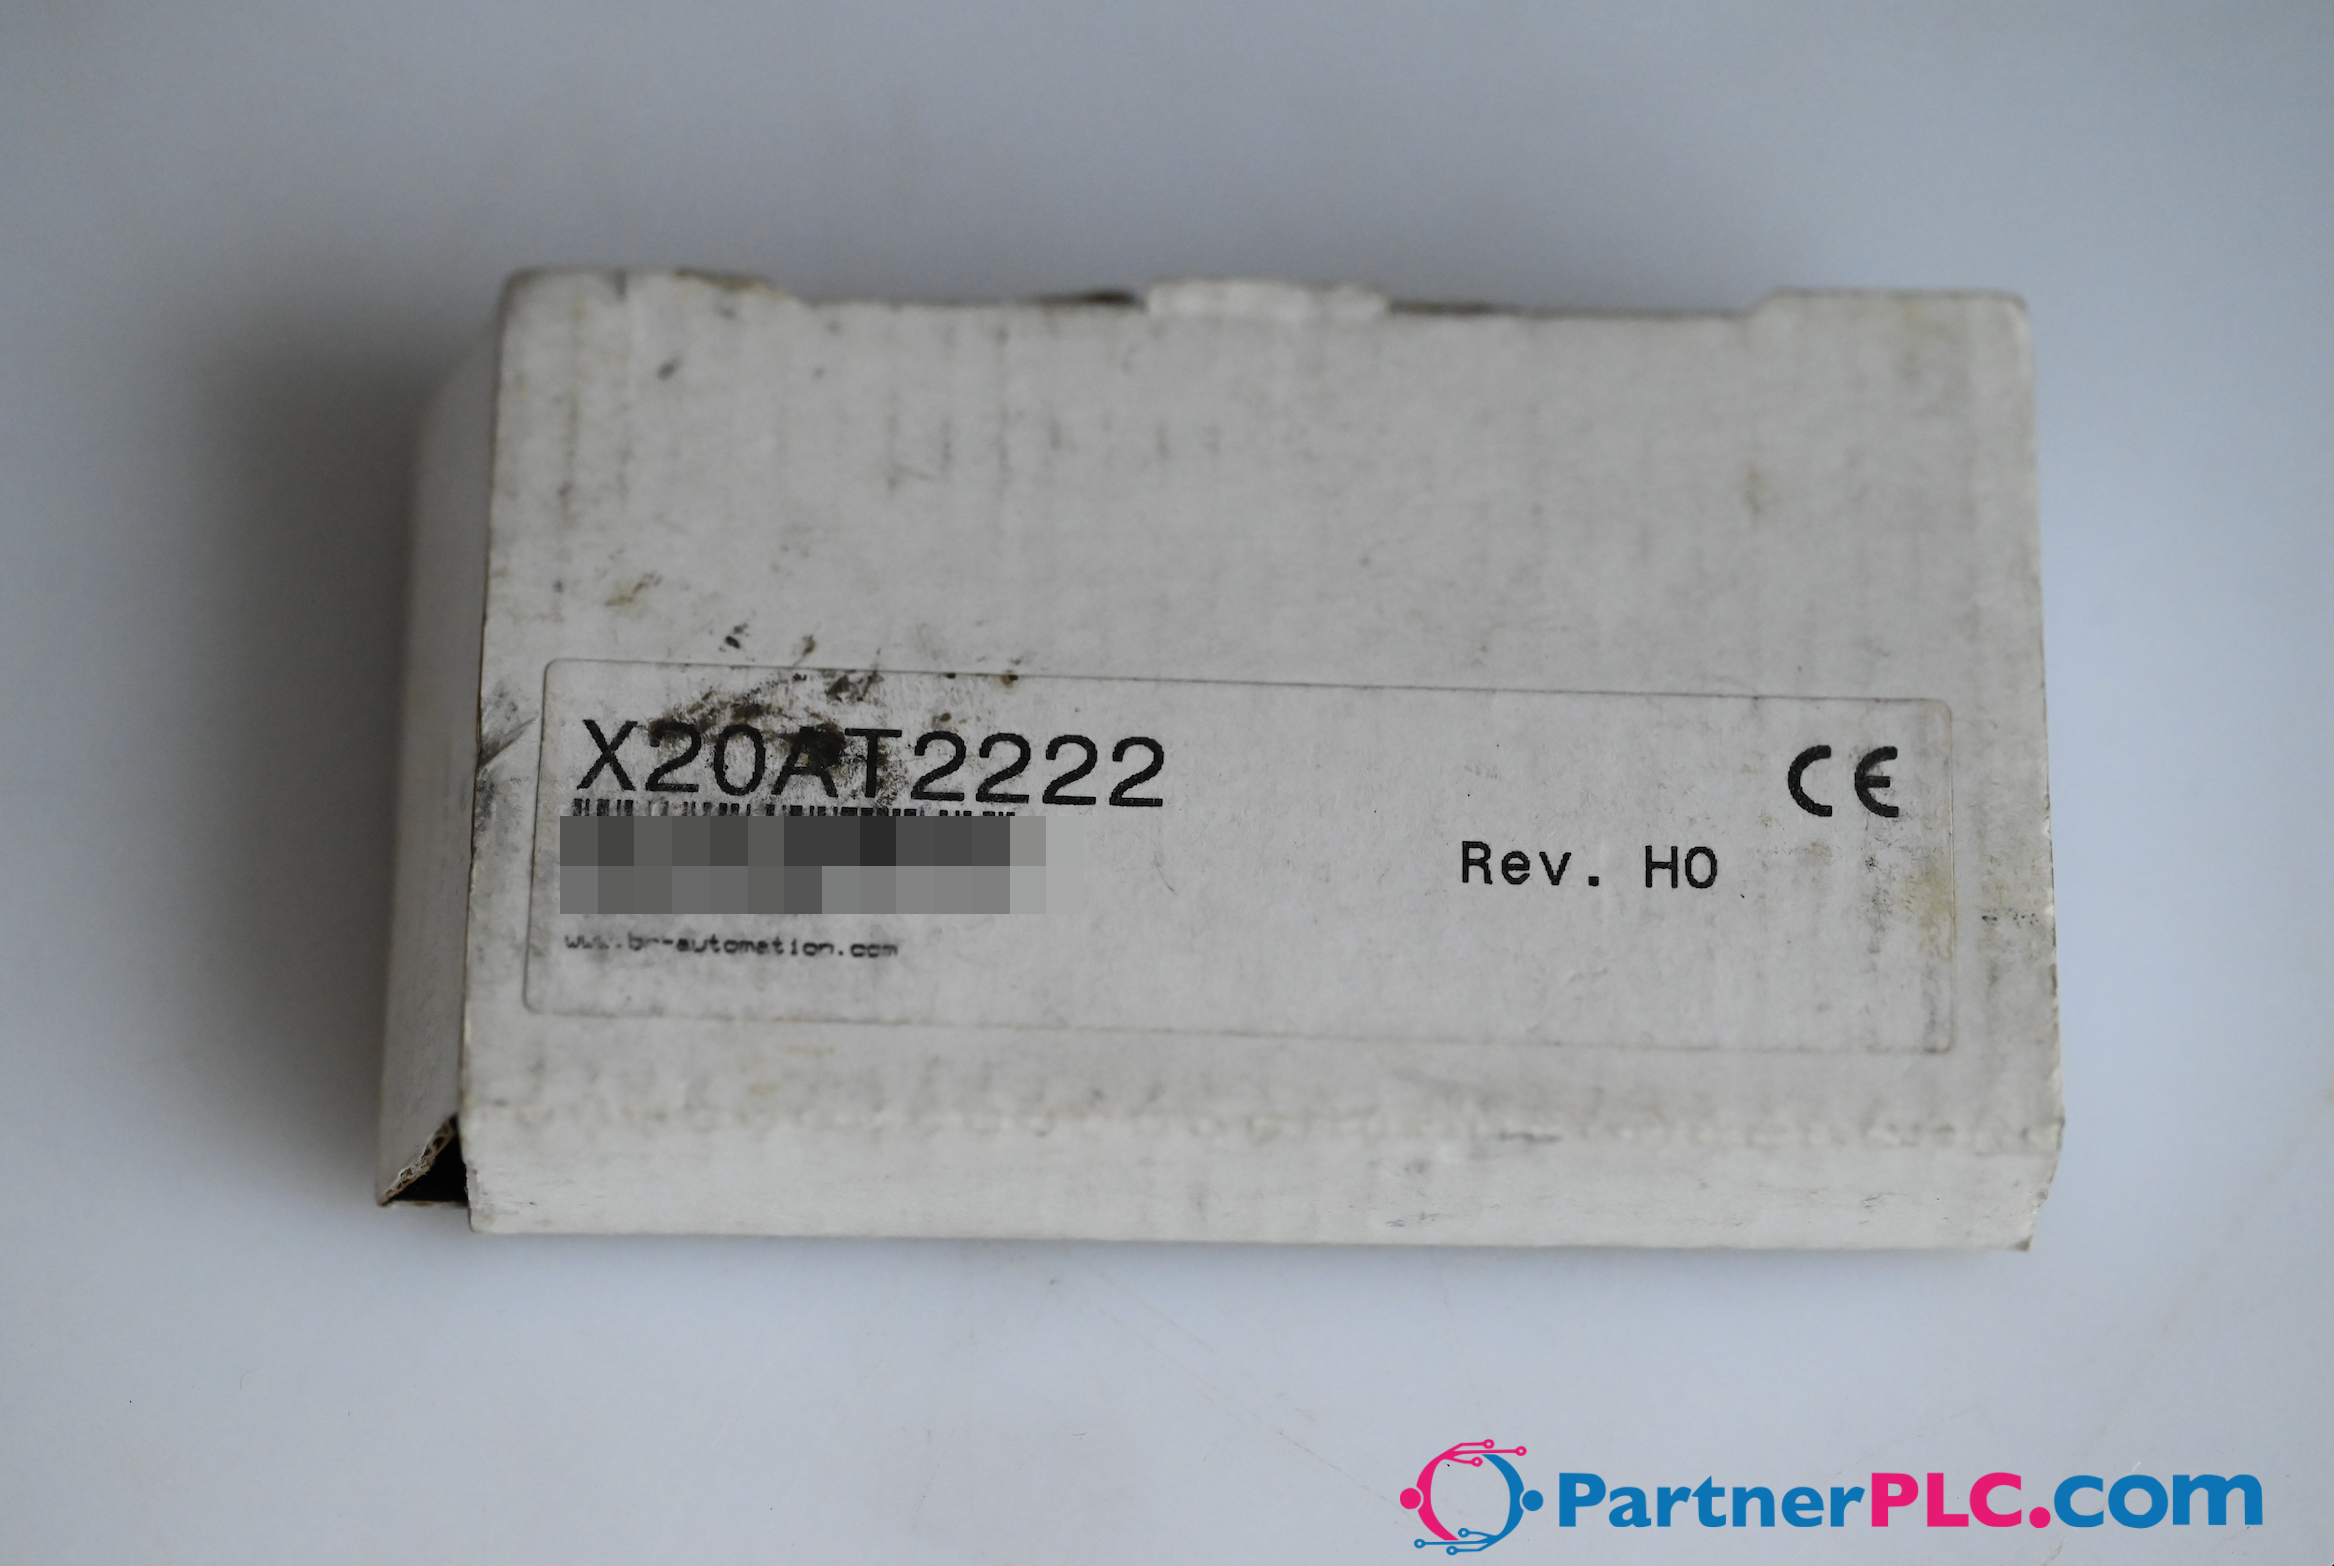 X20AT2222
CE
Rev. H0
www.br-automation.com
PartnerPLC.com